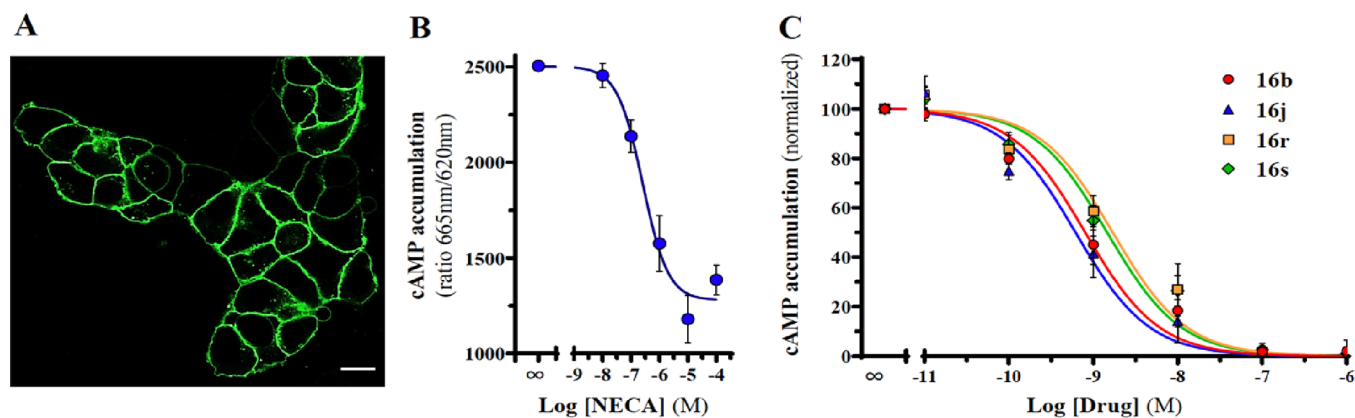 A
B
cAMP accumulation
(ratio 665nm/620nm)
2500
2000
1500
1000
∞ -9 -8 -7 -6 -5 -4
Log [NECA] (M)
C
cAMP accumulation (normalized)
120
100
80
60
40
20
0
∞ -11 -10 -9 -8 -7 -6
Log [Drug] (M)
16b
16j
16r
16s